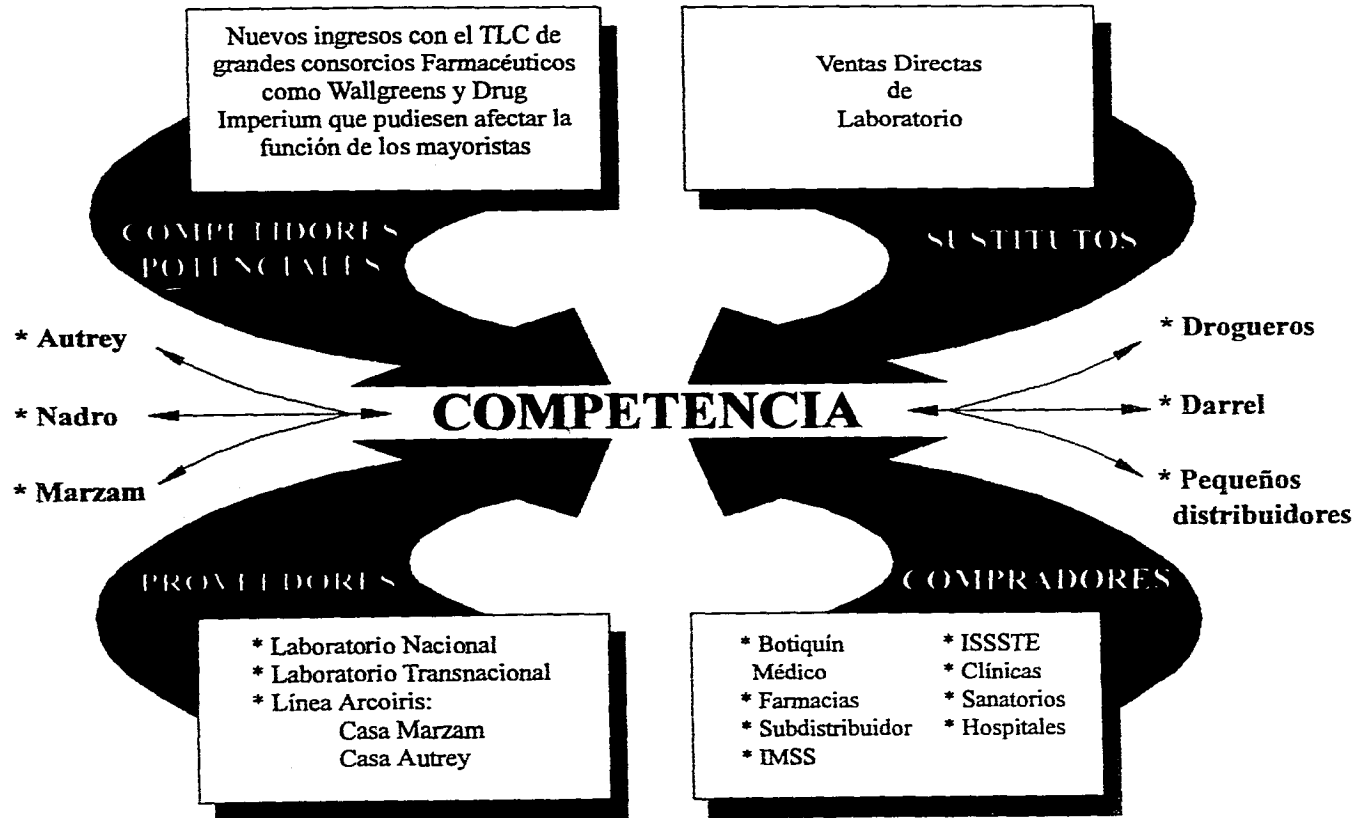 Nuevos ingresos con el TLC de
grandes consorcios Farmacéuticos
como Wallgreens y Drug
Imperium que pudiesen afectar la
función de los mayoristas
Ventas Directas
de
Laboratorio
COMPETIDORES
POTENCIALES
SUSTITUTOS
* Autrey
* Nadro
* Marzam
COMPETENCIA
* Drogueros
* Darrel
* Pequeños
distribuidores
PROVEEDORES
COMPRADORES
* Laboratorio Nacional
* Laboratorio Transnacional
* Línea Arcoiris:
Casa Marzam
Casa Autrey
* Botiquín
Médico
* Farmacias
* Subdistribuidor
* IMSS
* ISSSTE
* Clínicas
* Sanatorios
* Hospitales